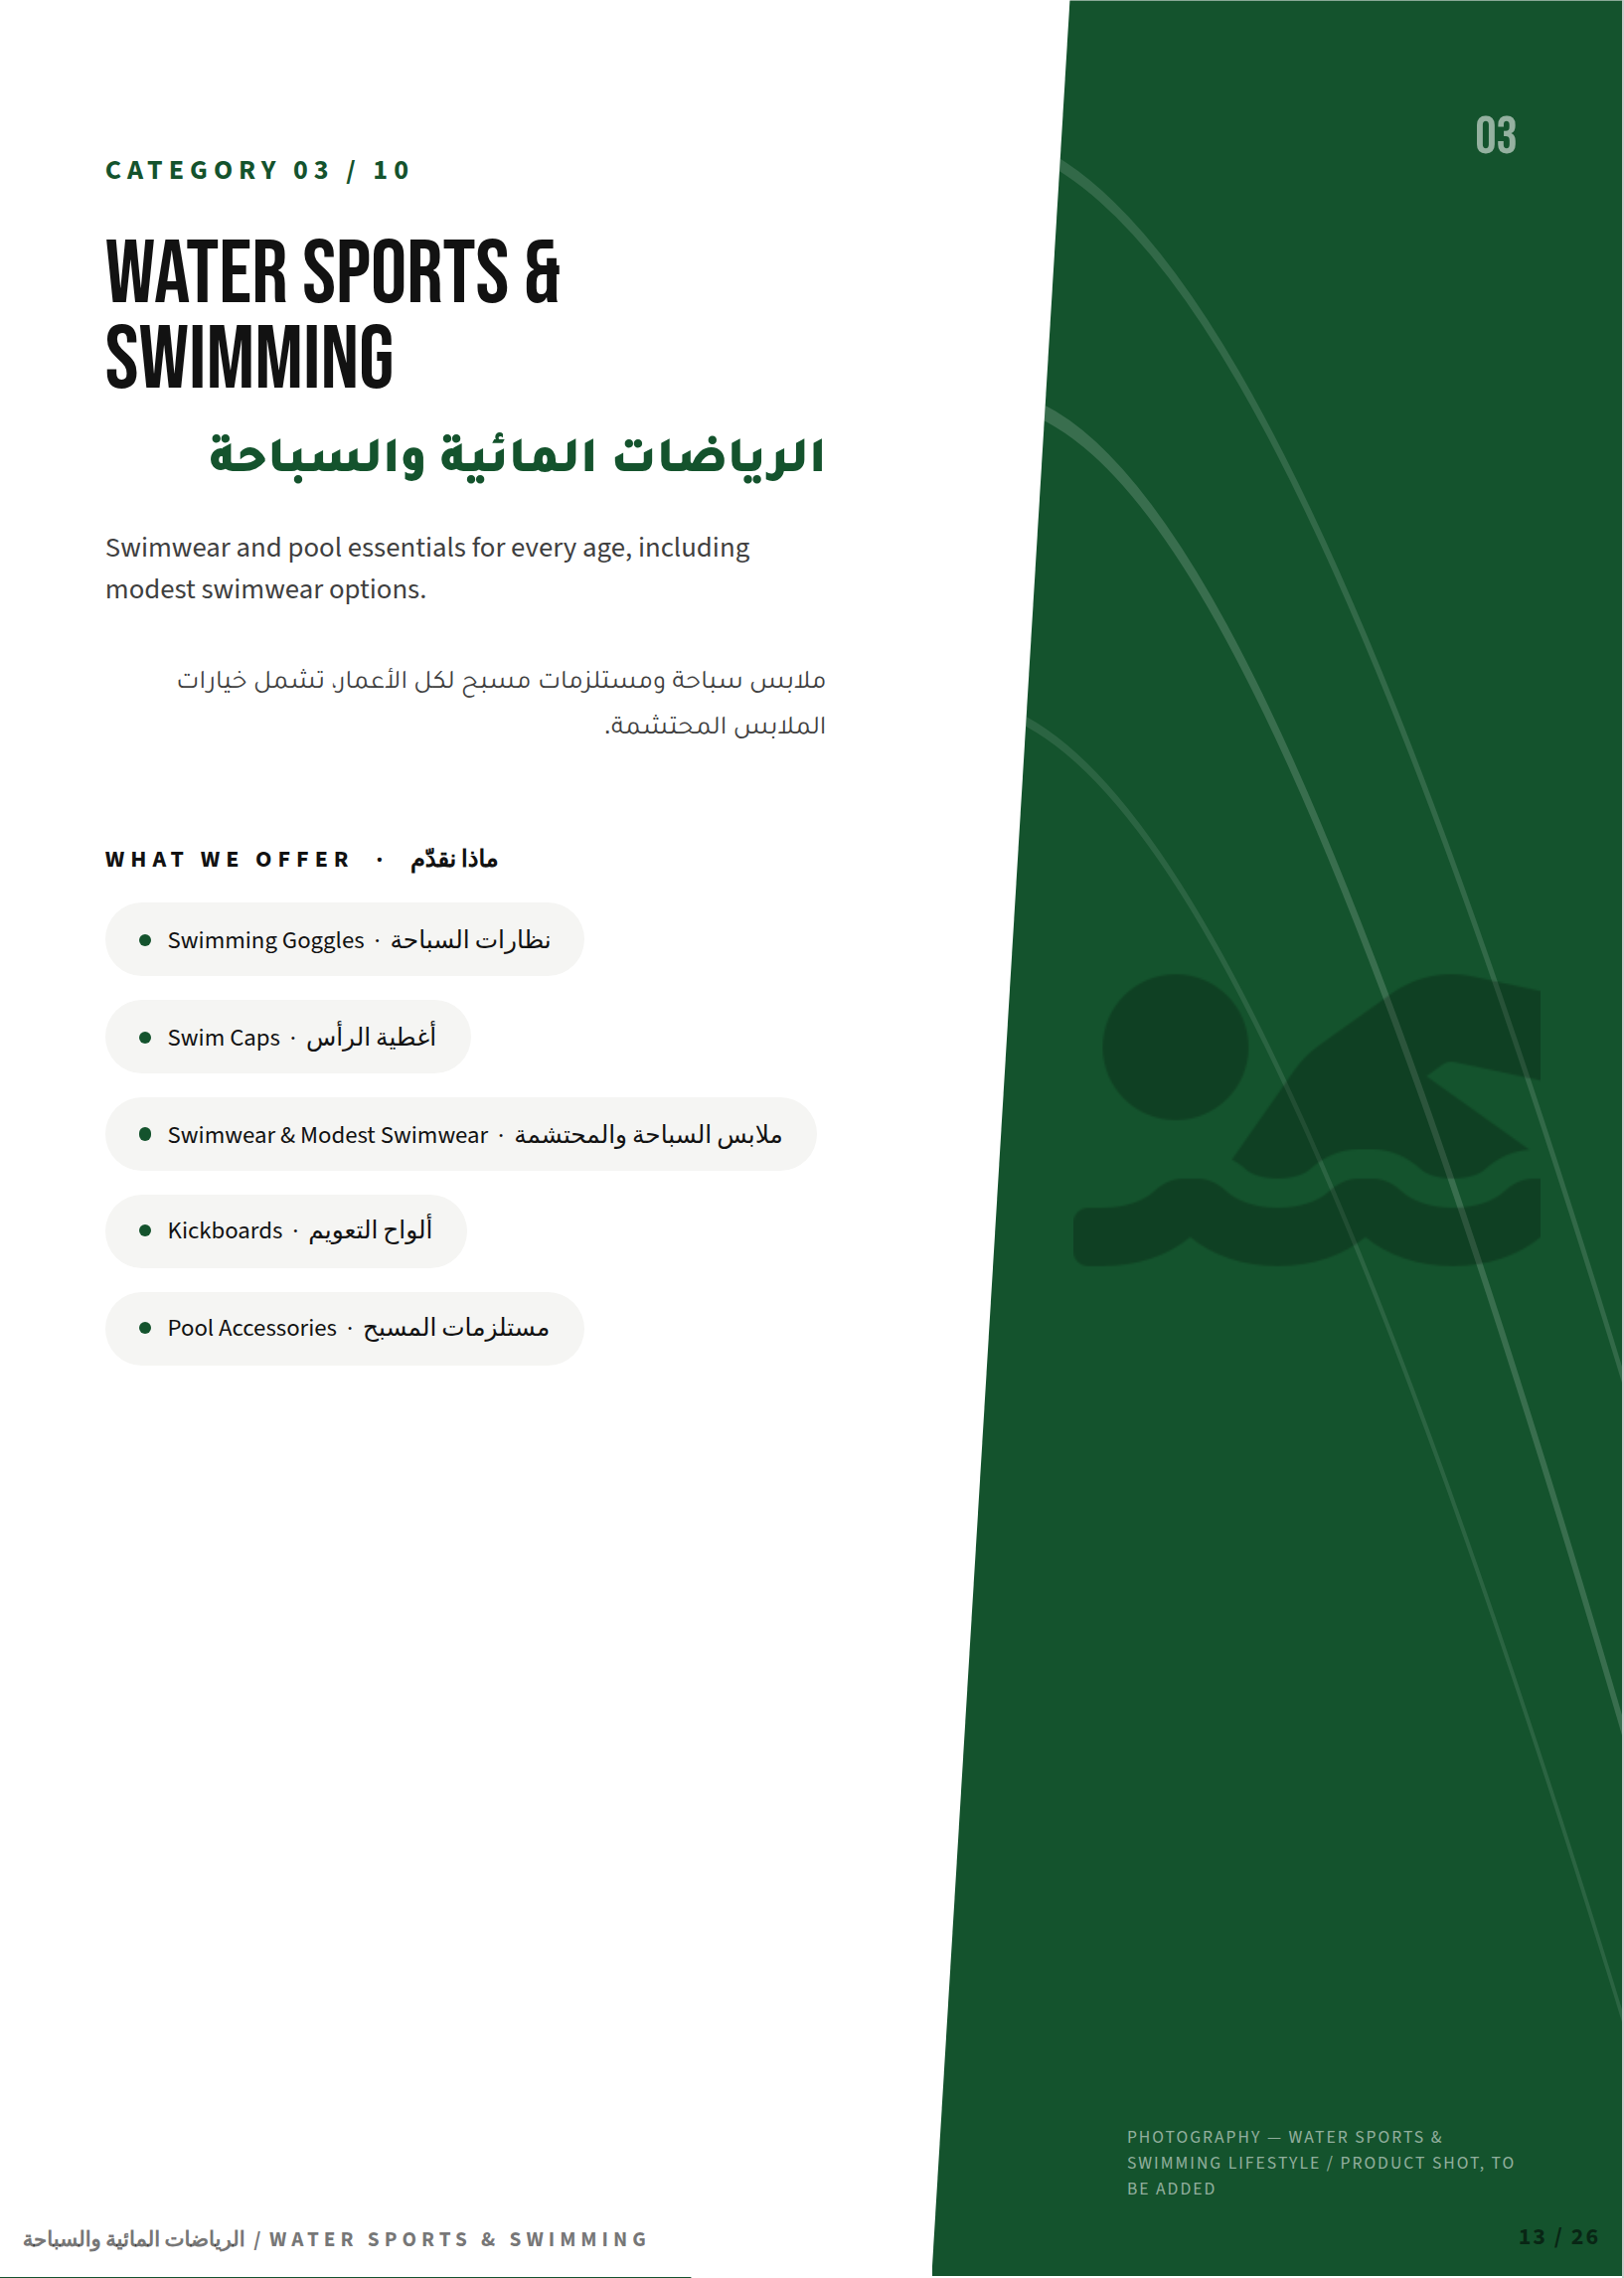 03
CATEGORY 03 / 10
WATER SPORTS &
SWIMMING
الرياضات المائية والسباحة
Swimwear and pool essentials for every age, including
modest swimwear options.
ملابس سباحة ومستلزمات مسبح لكل الأعمار، تشمل خيارات
الملابس المحتشمة.
WHAT WE OFFER · ماذا نقدّم
Swimming Goggles · نظارات السباحة
Swim Caps · أغطية الرأس
Swimwear & Modest Swimwear · ملابس السباحة والمحتشمة
Kickboards · ألواح التعويم
Pool Accessories · مستلزمات المسبح
PHOTOGRAPHY — WATER SPORTS &
SWIMMING LIFESTYLE / PRODUCT SHOT, TO
BE ADDED
الرياضات المائية والسباحة / WATER SPORTS & SWIMMING
13 / 26